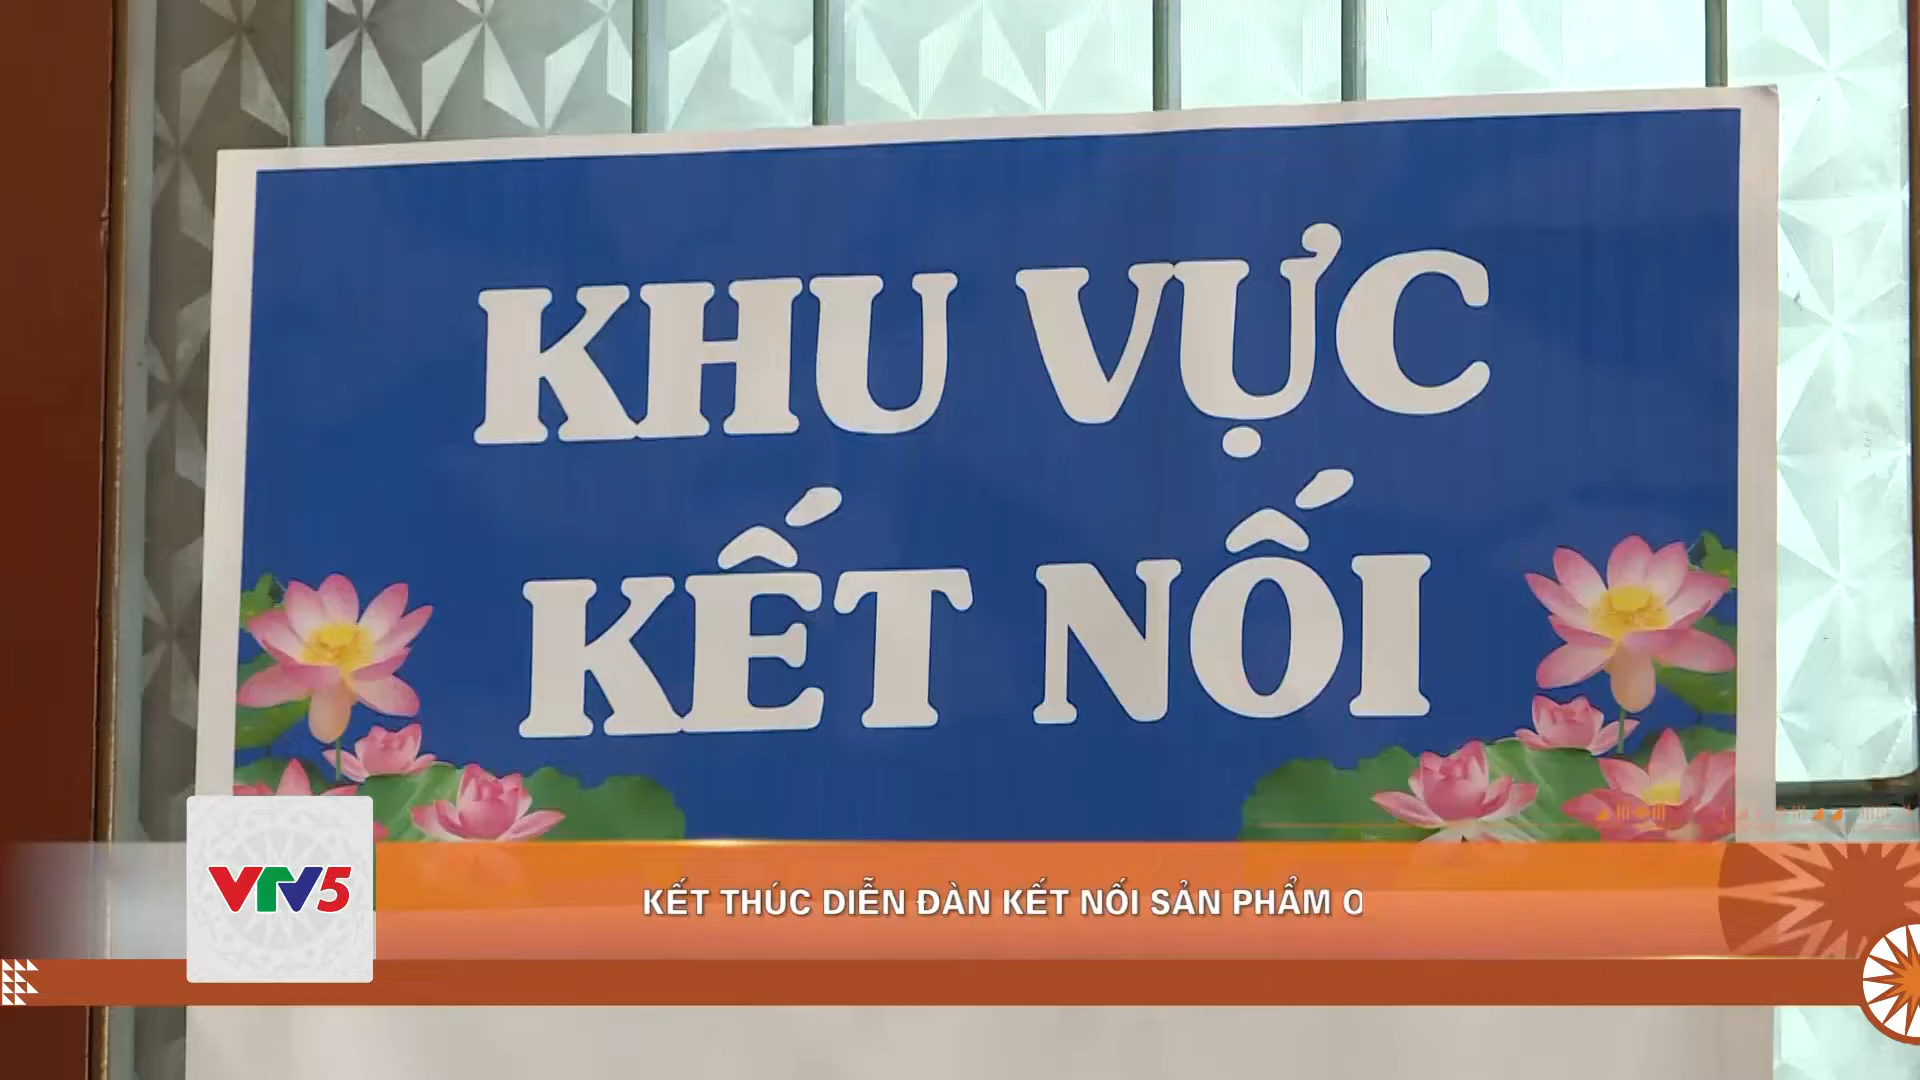 KHU VỰC
KẾT NỐI
VTV5
KẾT THÚC DIỄN ĐÀN KẾT NỐI SẢN PHẨM O